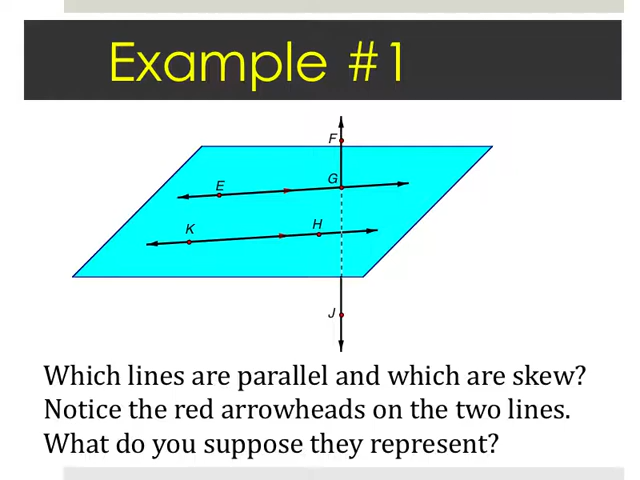 Example #1
F
G
E
K
H
J
Which lines are parallel and which are skew?
Notice the red arrowheads on the two lines.
What do you suppose they represent?